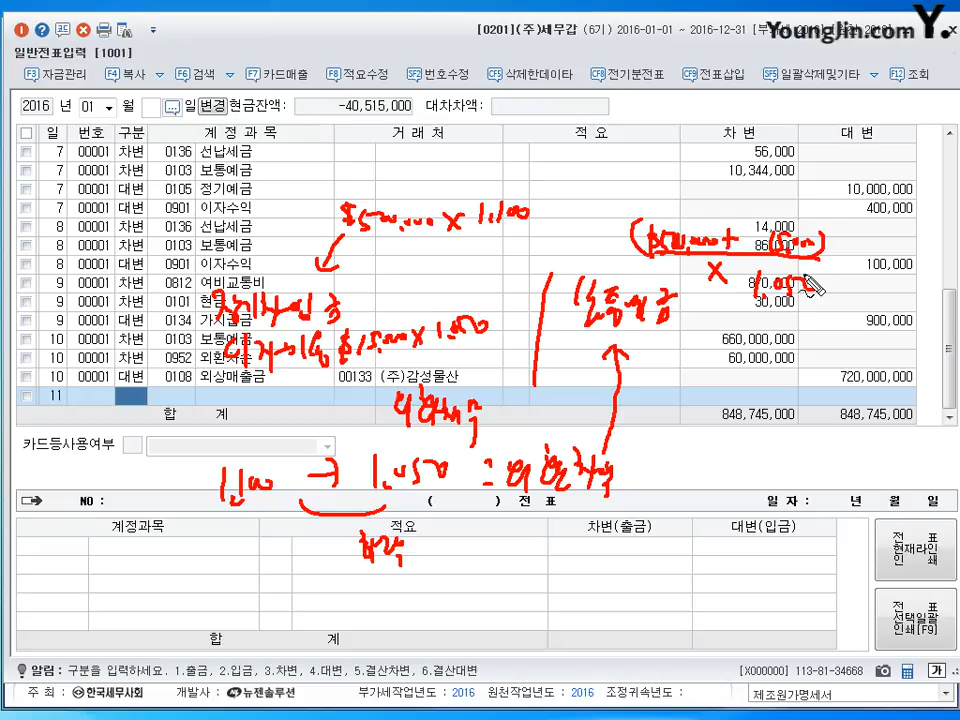 [0201](주)세무갑 (6기) 2016-01-01 ~ 2016-12-31
Younglin.com Y.
일반전표입력 [1001]
F3 자금관리 F4 복사 F6 검색 F7 카드매출 F8 적요수정 SF2 번호수정 CF5 삭제한데이타 CF8 전기분전표 CF9 전표삽입 SF5 일괄삭제및기타 F12 조회
2016 년 01 월 일 변경 현금잔액: -40,515,000 대차차액:
일 번호 구분 계정과목 거래처 적요 차변 대변
7 00001 차변 0136 선납세금 56,000
7 00001 차변 0103 보통예금 10,344,000
7 00001 대변 0105 정기예금 10,000,000
7 00001 대변 0901 이자수익 400,000
8 00001 차변 0136 선납세금 14,000
8 00001 차변 0103 보통예금
8 00001 대변 0901 이자수익 100,000
9 00001 차변 0812 여비교통비
9 00001 차변 0101 현금 30,000
9 00001 대변 0134 가지급금 900,000
10 00001 차변 0103 보통예금 660,000,000
10 00001 차변 0952 외환차손 60,000,000
10 00001 대변 0108 외상매출금 00133 (주)감성물산 720,000,000
11
합 계 848,745,000 848,745,000
카드등사용여부
외환차익
하락
NO : ( ) 전 표 일 자 : 년 월 일
계정과목 적요 차변(출금) 대변(입금)
전 표
현재라인
인 쇄
전 표
선택일괄
인쇄[F9]
합 계
알림 : 구분을 입력하세요. 1.출금, 2.입금, 3.차변, 4.대변, 5.결산차변, 6.결산대변 [X000000] 113-81-34668 가
주 최 : 한국세무사회 개발사 : 뉴젠솔루션 부가세작업년도 : 2016 원천작업년도 : 2016 조정귀속년도 : 제조원가명세서